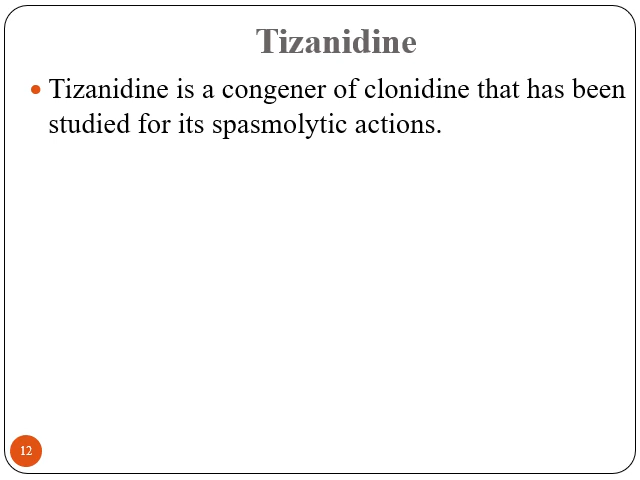 Tizanidine
• Tizanidine is a congener of clonidine that has been
studied for its spasmolytic actions.
12